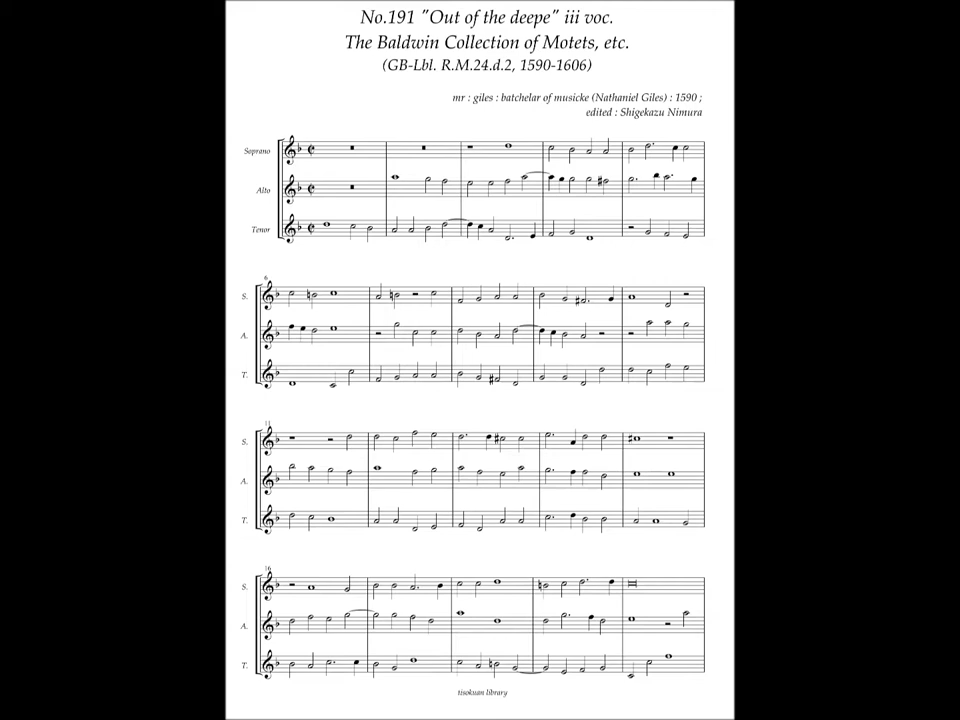 No.191 "Out of the deepe" iii voc.
The Baldwin Collection of Motets, etc.
(GB-Lbl. R.M.24.d.2, 1590-1606)
mr : giles : batchelar of musicke (Nathaniel Giles) : 1590 ;
edited : Shigekazu Nimura
Soprano
Alto
Tenor
6
S.
A.
T.
11
S.
A.
T.
16
S.
A.
T.
tisokuan library